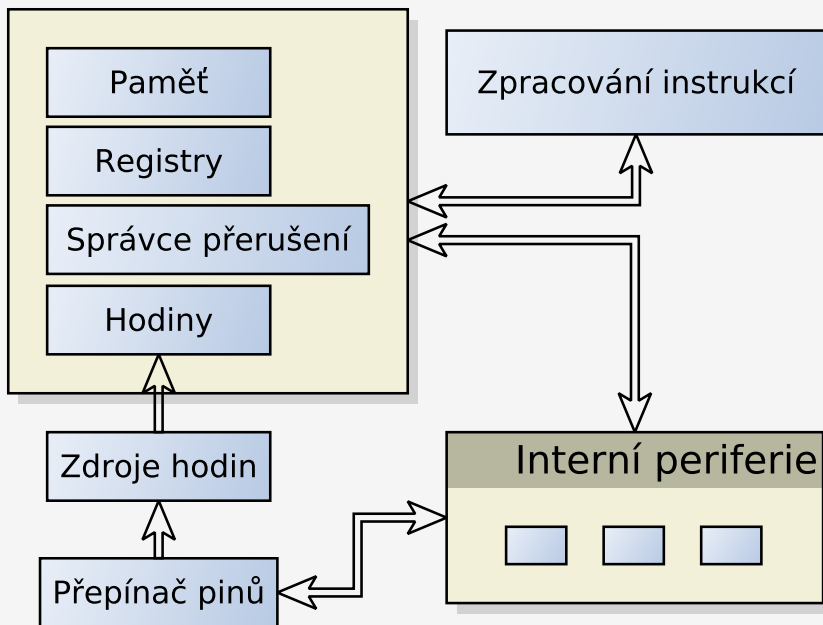 Paměť
Registry
Správce přerušení
Hodiny
Zpracování instrukcí
Zdroje hodin
Přepínač pinů
Interní periferie